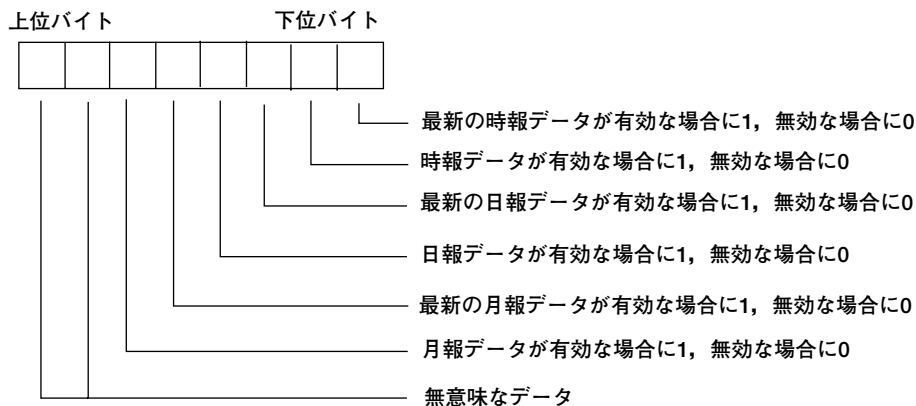 上位バイト 下位バイト
最新の時報データが有効な場合に1，無効な場合に0
時報データが有効な場合に1，無効な場合に0
最新の日報データが有効な場合に1，無効な場合に0
日報データが有効な場合に1，無効な場合に0
最新の月報データが有効な場合に1，無効な場合に0
月報データが有効な場合に1，無効な場合に0
無意味なデータ